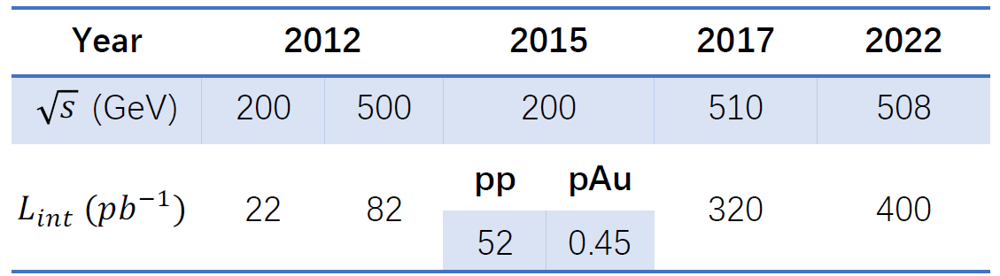 Year 2012 2015 2017 2022
√s (GeV) 200 500 200 510 508
pp pAu
L_int (pb⁻¹) 22 82 320 400
52 0.45